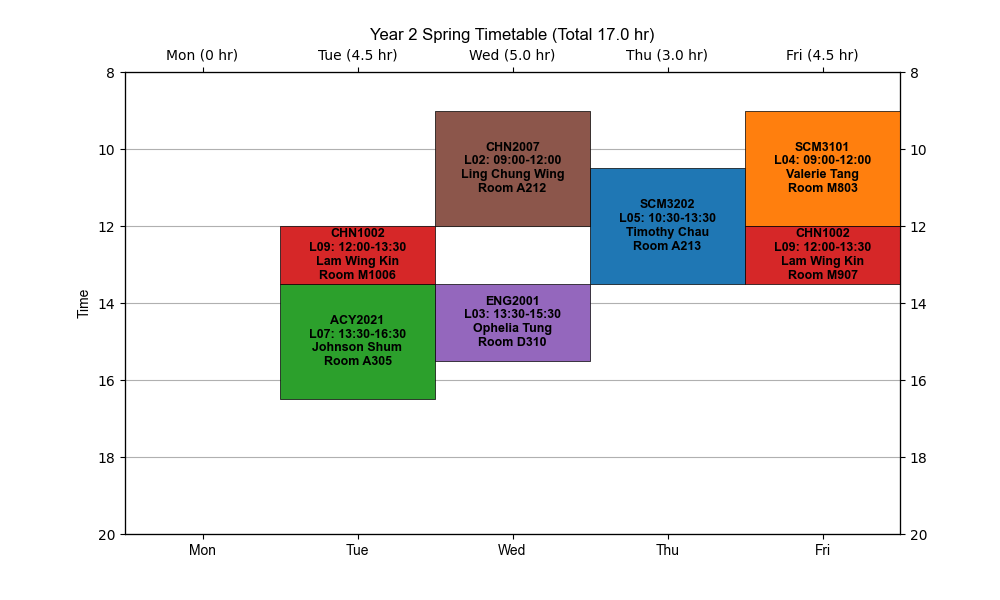 Year 2 Spring Timetable (Total 17.0 hr)
Mon (0 hr) Tue (4.5 hr) Wed (5.0 hr) Thu (3.0 hr) Fri (4.5 hr)
8 8
10 10
12 12
14 14
16 16
18 18
20 20
Time
CHN1002
L09: 12:00-13:30
Lam Wing Kin
Room M1006
ACY2021
L07: 13:30-16:30
Johnson Shum
Room A305
CHN2007
L02: 09:00-12:00
Ling Chung Wing
Room A212
ENG2001
L03: 13:30-15:30
Ophelia Tung
Room D310
SCM3202
L05: 10:30-13:30
Timothy Chau
Room A213
SCM3101
L04: 09:00-12:00
Valerie Tang
Room M803
CHN1002
L09: 12:00-13:30
Lam Wing Kin
Room M907
Mon Tue Wed Thu Fri